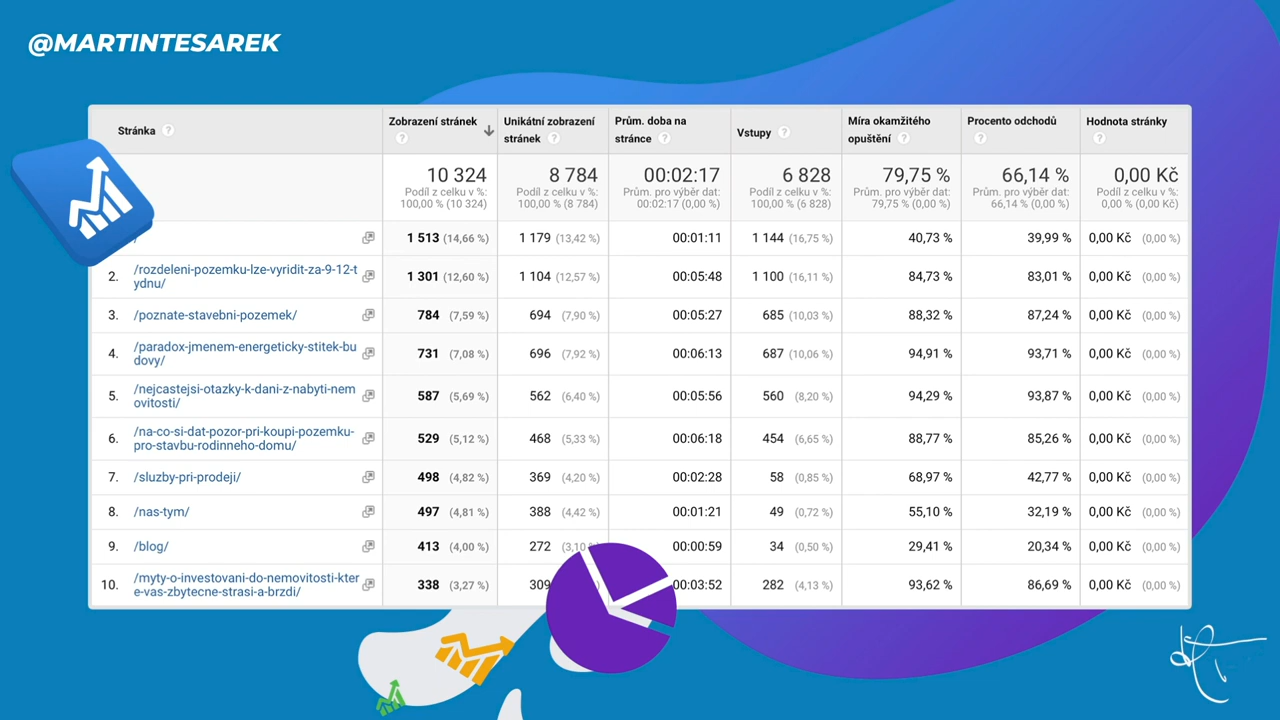 @MARTINTESAREK
Stránka ? Zobrazení stránek ? Unikátní zobrazení stránek ? Prům. doba na stránce ? Vstupy ? Míra okamžitého opuštění ? Procento odchodů ? Hodnota stránky ?
10 324 8 784 00:02:17 6 828 79,75 % 66,14 % 0,00 Kč
Podíl z celku v %: Podíl z celku v %: Prům. pro výběr dat: Podíl z celku v %: Prům. pro výběr dat: Prům. pro výběr dat: Podíl z celku v %:
100,00 % (10 324) 100,00 % (8 784) 00:02:17 (0,00 %) 100,00 % (6 828) 79,75 % (0,00 %) 66,14 % (0,00 %) 0,00 % (0,00 Kč)
/ 1 513 (14,66 %) 1 179 (13,42 %) 00:01:11 1 144 (16,75 %) 40,73 % 39,99 % 0,00 Kč (0,00 %)
2. /rozdeleni-pozemku-lze-vyridit-za-9-12-t
ydnu/ 1 301 (12,60 %) 1 104 (12,57 %) 00:05:48 1 100 (16,11 %) 84,73 % 83,01 % 0,00 Kč (0,00 %)
3. /poznate-stavebni-pozemek/ 784 (7,59 %) 694 (7,90 %) 00:05:27 685 (10,03 %) 88,32 % 87,24 % 0,00 Kč (0,00 %)
4. /paradox-jmenem-energeticky-stitek-bu
dovy/ 731 (7,08 %) 696 (7,92 %) 00:06:13 687 (10,06 %) 94,91 % 93,71 % 0,00 Kč (0,00 %)
5. /nejcastejsi-otazky-k-dani-z-nabyti-nem
ovitosti/ 587 (5,69 %) 562 (6,40 %) 00:05:56 560 (8,20 %) 94,29 % 93,87 % 0,00 Kč (0,00 %)
6. /na-co-si-dat-pozor-pri-koupi-pozemku-
pro-stavbu-rodinneho-domu/ 529 (5,12 %) 468 (5,33 %) 00:06:18 454 (6,65 %) 88,77 % 85,26 % 0,00 Kč (0,00 %)
7. /sluzby-pri-prodeji/ 498 (4,82 %) 369 (4,20 %) 00:02:28 58 (0,85 %) 68,97 % 42,77 % 0,00 Kč (0,00 %)
8. /nas-tym/ 497 (4,81 %) 388 (4,42 %) 00:01:21 49 (0,72 %) 55,10 % 32,19 % 0,00 Kč (0,00 %)
9. /blog/ 413 (4,00 %) 272 (3,10 00:00:59 34 (0,50 %) 29,41 % 20,34 % 0,00 Kč (0,00 %)
10. /myty-o-investovani-do-nemovitosti-kter
e-vas-zbytecne-strasi-a-brzdi/ 338 (3,27 %) 309 00:03:52 282 (4,13 %) 93,62 % 86,69 % 0,00 Kč (0,00 %)